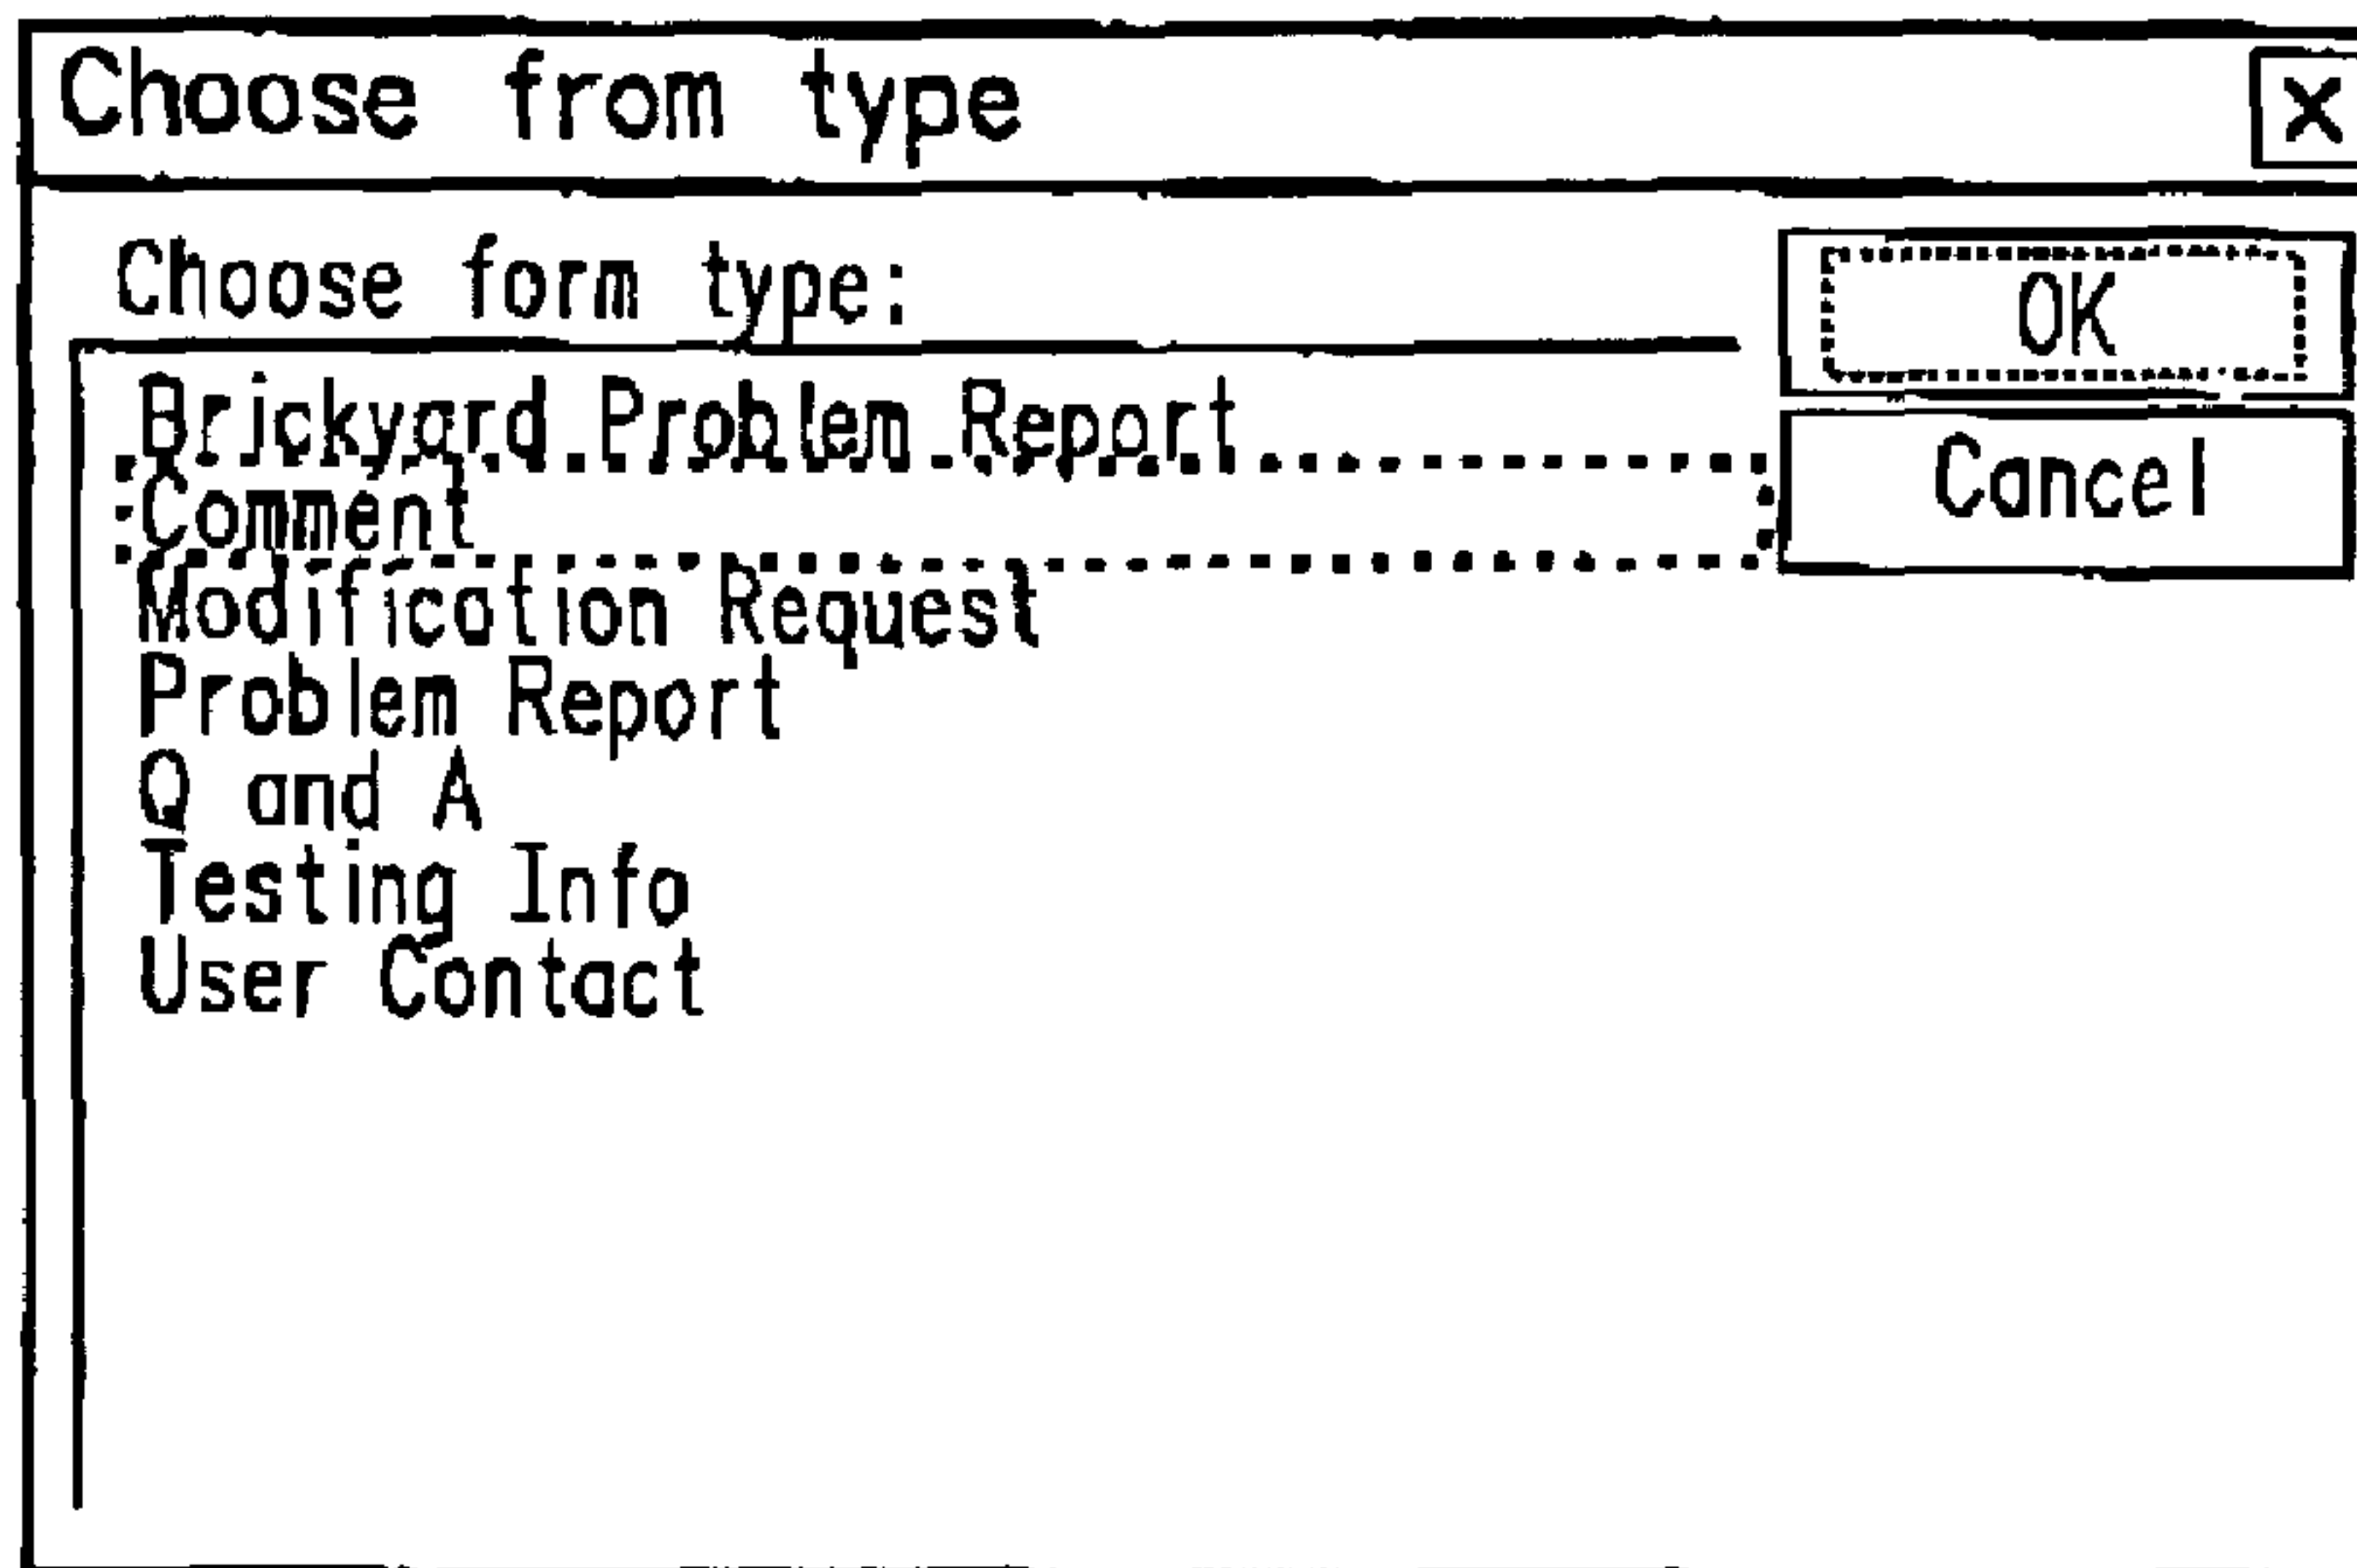 Choose from type
X
Choose form type:
OK
Brickyard Problem Report
Cancel
Comment
Modification Request
Problem Report
Q and A
Testing Info
User Contact